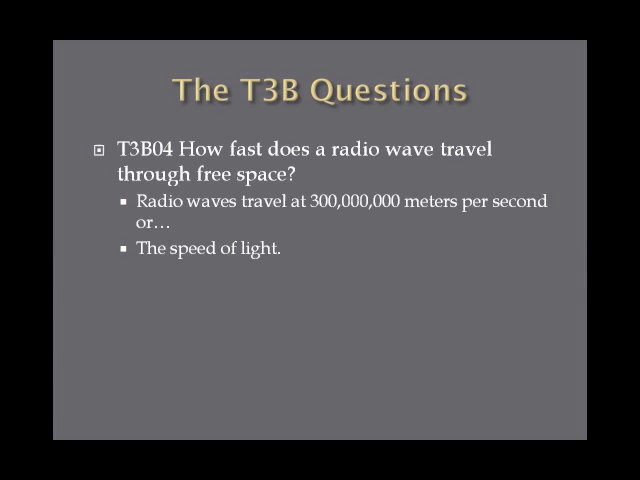 The T3B Questions
T3B04 How fast does a radio wave travel
through free space?
Radio waves travel at 300,000,000 meters per second
or…
The speed of light.